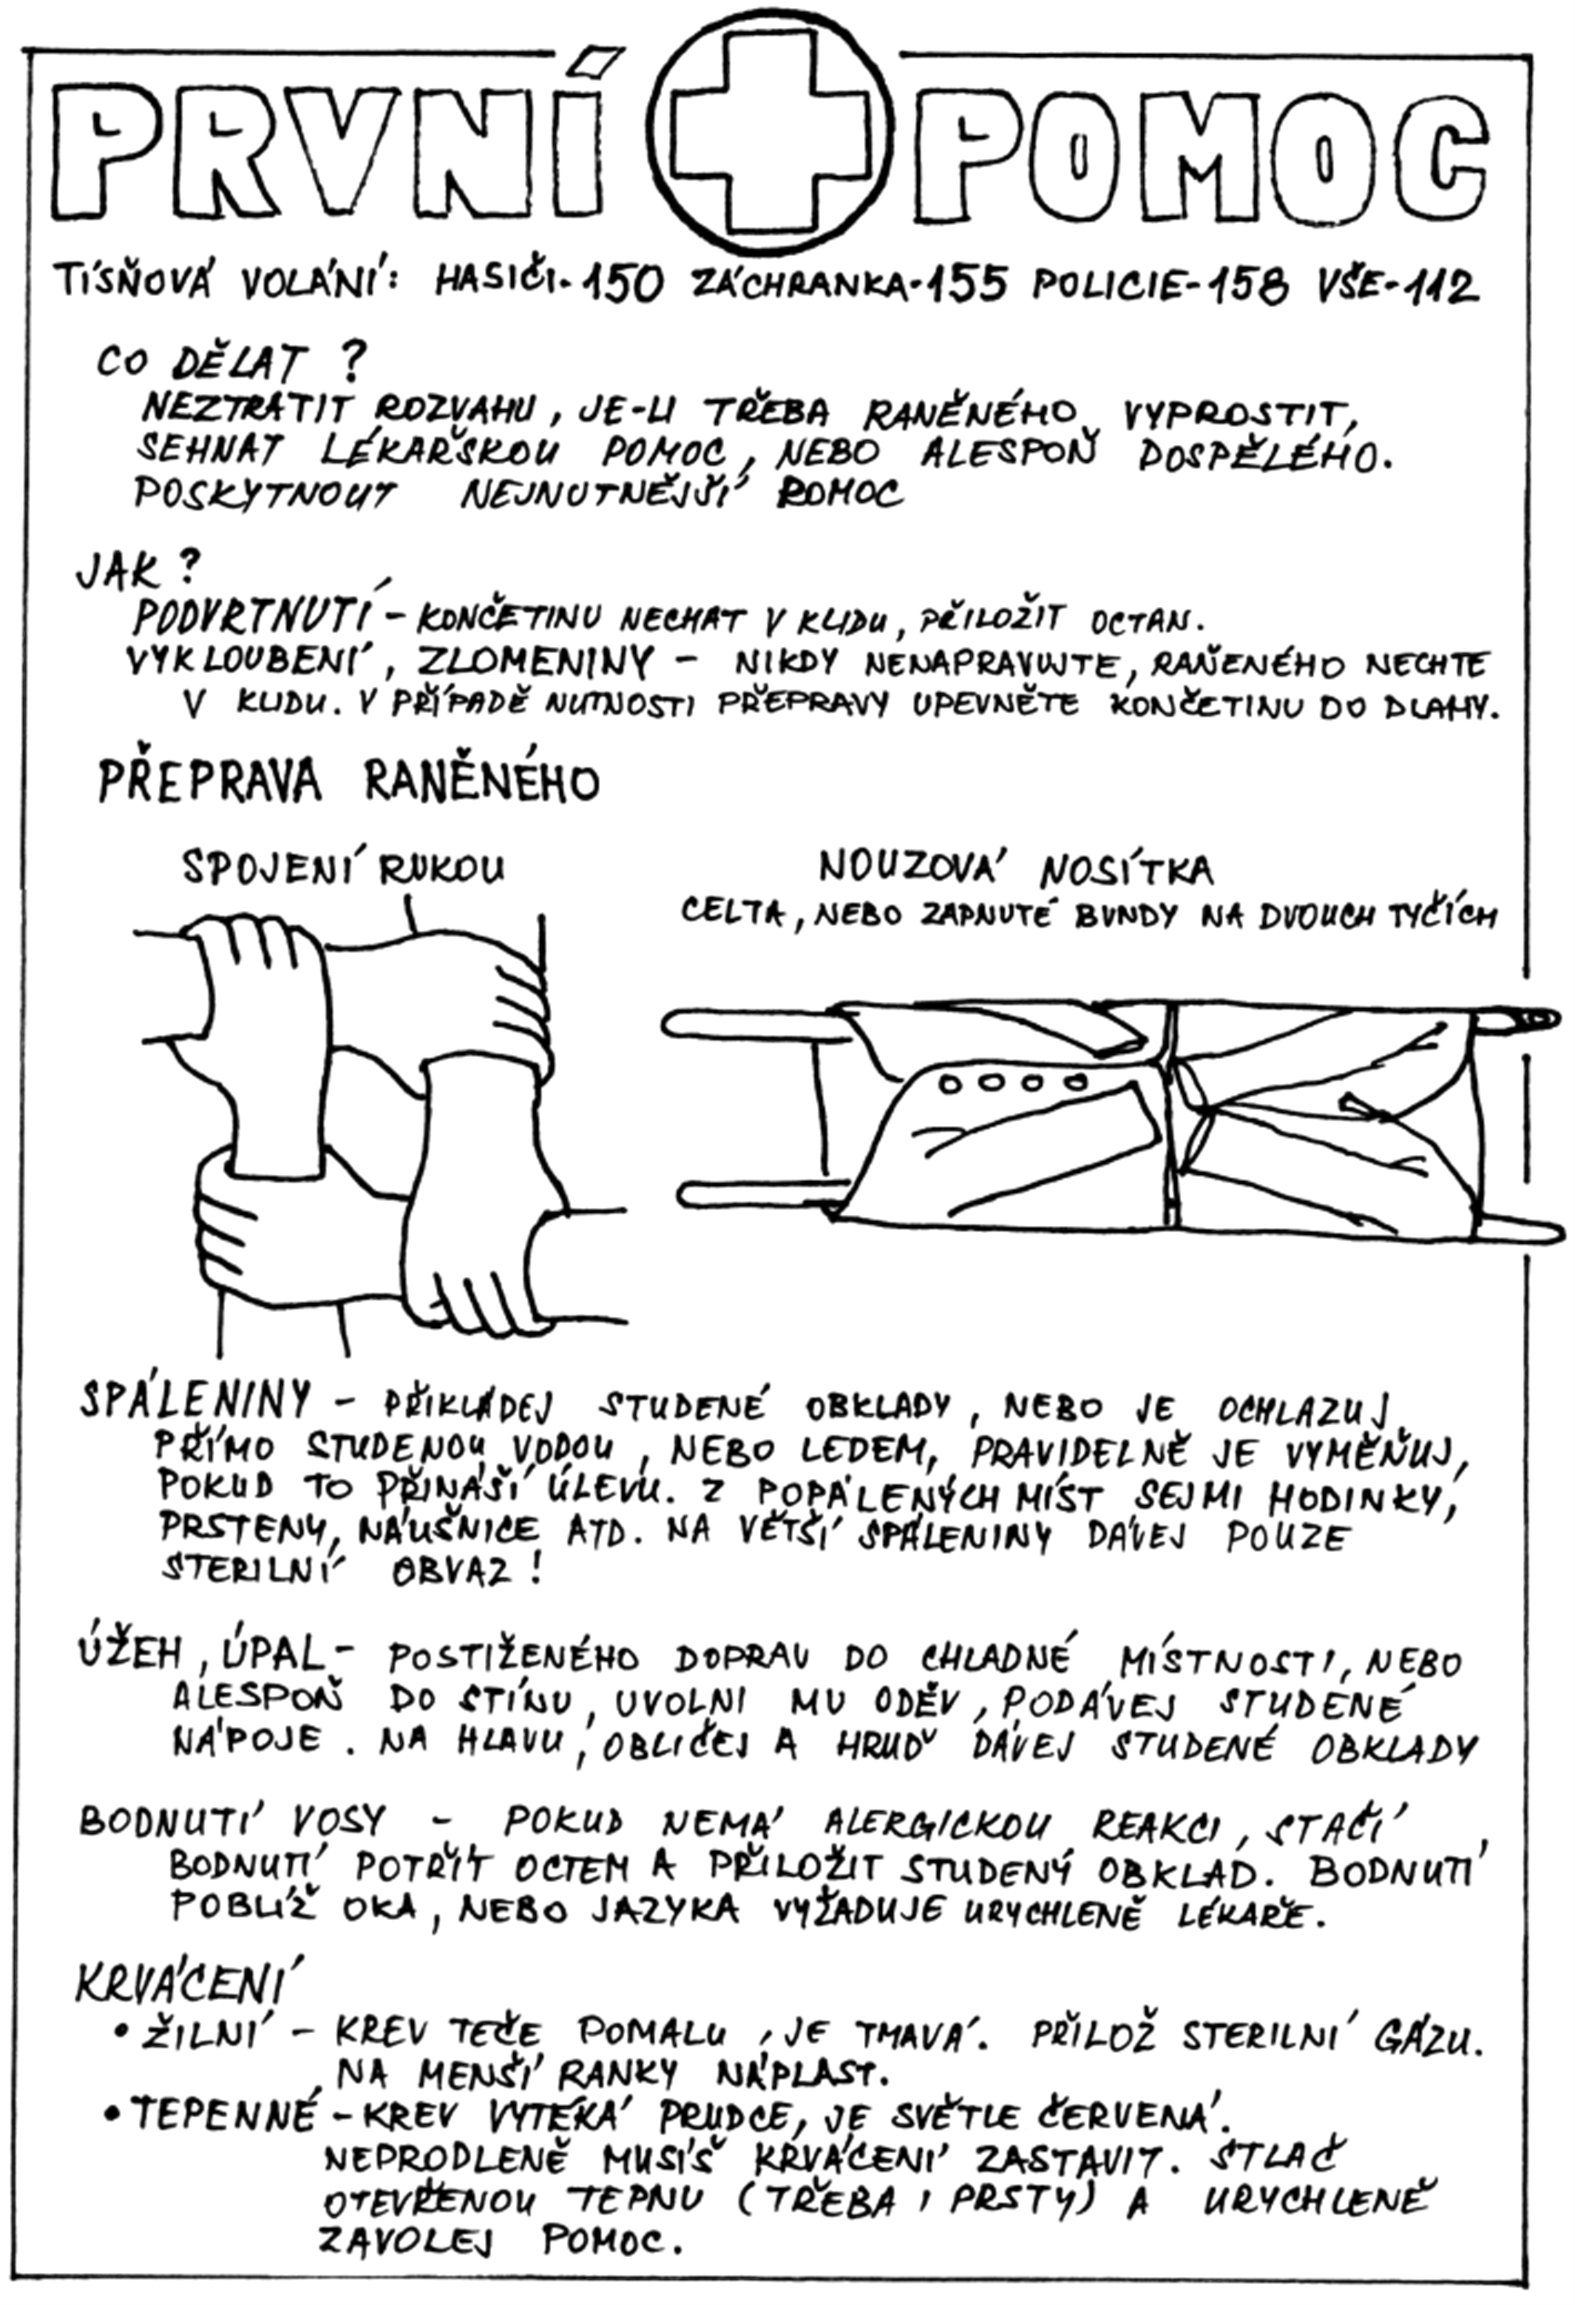 PRVNÍ POMOC
TÍSŇOVÁ VOLÁNÍ: HASIČI-150 ZÁCHRANKA-155 POLICIE-158 VŠE-112
CO DĚLAT ?
NEZTRATIT ROZVAHU, JE-LI TŘEBA RANĚNÉHO VYPROSTIT,
SEHNAT LÉKAŘSKOU POMOC, NEBO ALESPOŇ DOSPĚLÉHO.
POSKYTNOUT NEJNUTNĚJŠÍ POMOC
JAK ?
PODVRTNUTÍ - KONČETINU NECHAT V KLIDU, PŘILOŽIT OCTAN.
VYKLOUBENÍ, ZLOMENINY - NIKDY NENAPRAVUJTE, RAŇENÉHO NECHTE
V KLIDU. V PŘÍPADĚ NUTNOSTI PŘEPRAVY UPEVNĚTE KONČETINU DO DLAHY.
PŘEPRAVA RANĚNÉHO
SPOJENÍ RUKOU
NOUZOVÁ NOSÍTKA
CELTA, NEBO ZAPNUTÉ BUNDY NA DVOUCH TYČÍCH
SPÁLENINY - PŘIKLÁDEJ STUDENÉ OBKLADY, NEBO JE OCHLAZUJ
PŘÍMO STUDENOU VODOU, NEBO LEDEM, PRAVIDELNĚ JE VYMĚŇUJ,
POKUD TO PŘINÁŠÍ ÚLEVU. Z POPÁLENÝCH MÍST SEJMI HODINKY,
PRSTENY, NÁUŠNICE ATD. NA VĚTŠÍ SPÁLENINY DÁVEJ POUZE
STERILNÍ OBVAZ!
ÚŽEH, ÚPAL - POSTIŽENÉHO DOPRAV DO CHLADNÉ MÍSTNOSTI, NEBO
ALESPOŇ DO STÍNU, UVOLNI MU ODĚV, PODÁVEJ STUDENÉ
NÁPOJE. NA HLAVU, OBLIČEJ A HRUĎ DÁVEJ STUDENÉ OBKLADY
BODNUTÍ VOSY - POKUD NEMÁ ALERGICKOU REAKCI, STAČÍ
BODNUTÍ POTŘÍT OCTEM A PŘILOŽIT STUDENÝ OBKLAD. BODNUTÍ
POBLÍŽ OKA, NEBO JAZYKA VYŽADUJE URYCHLENĚ LÉKAŘE.
KRVÁCENÍ
• ŽILNÍ - KREV TEČE POMALU, JE TMAVÁ. PŘILOŽ STERILNÍ GÁZU.
NA MENŠÍ RANKY NÁPLAST.
• TEPENNÉ - KREV VYTÉKÁ PRUDCE, JE SVĚTLE ČERVENÁ.
NEPRODLENĚ MUSÍŠ KRVÁCENÍ ZASTAVIT. STLAČ
OTEVŘENOU TEPNU (TŘEBA I PRSTY) A URYCHLENĚ
ZAVOLEJ POMOC.